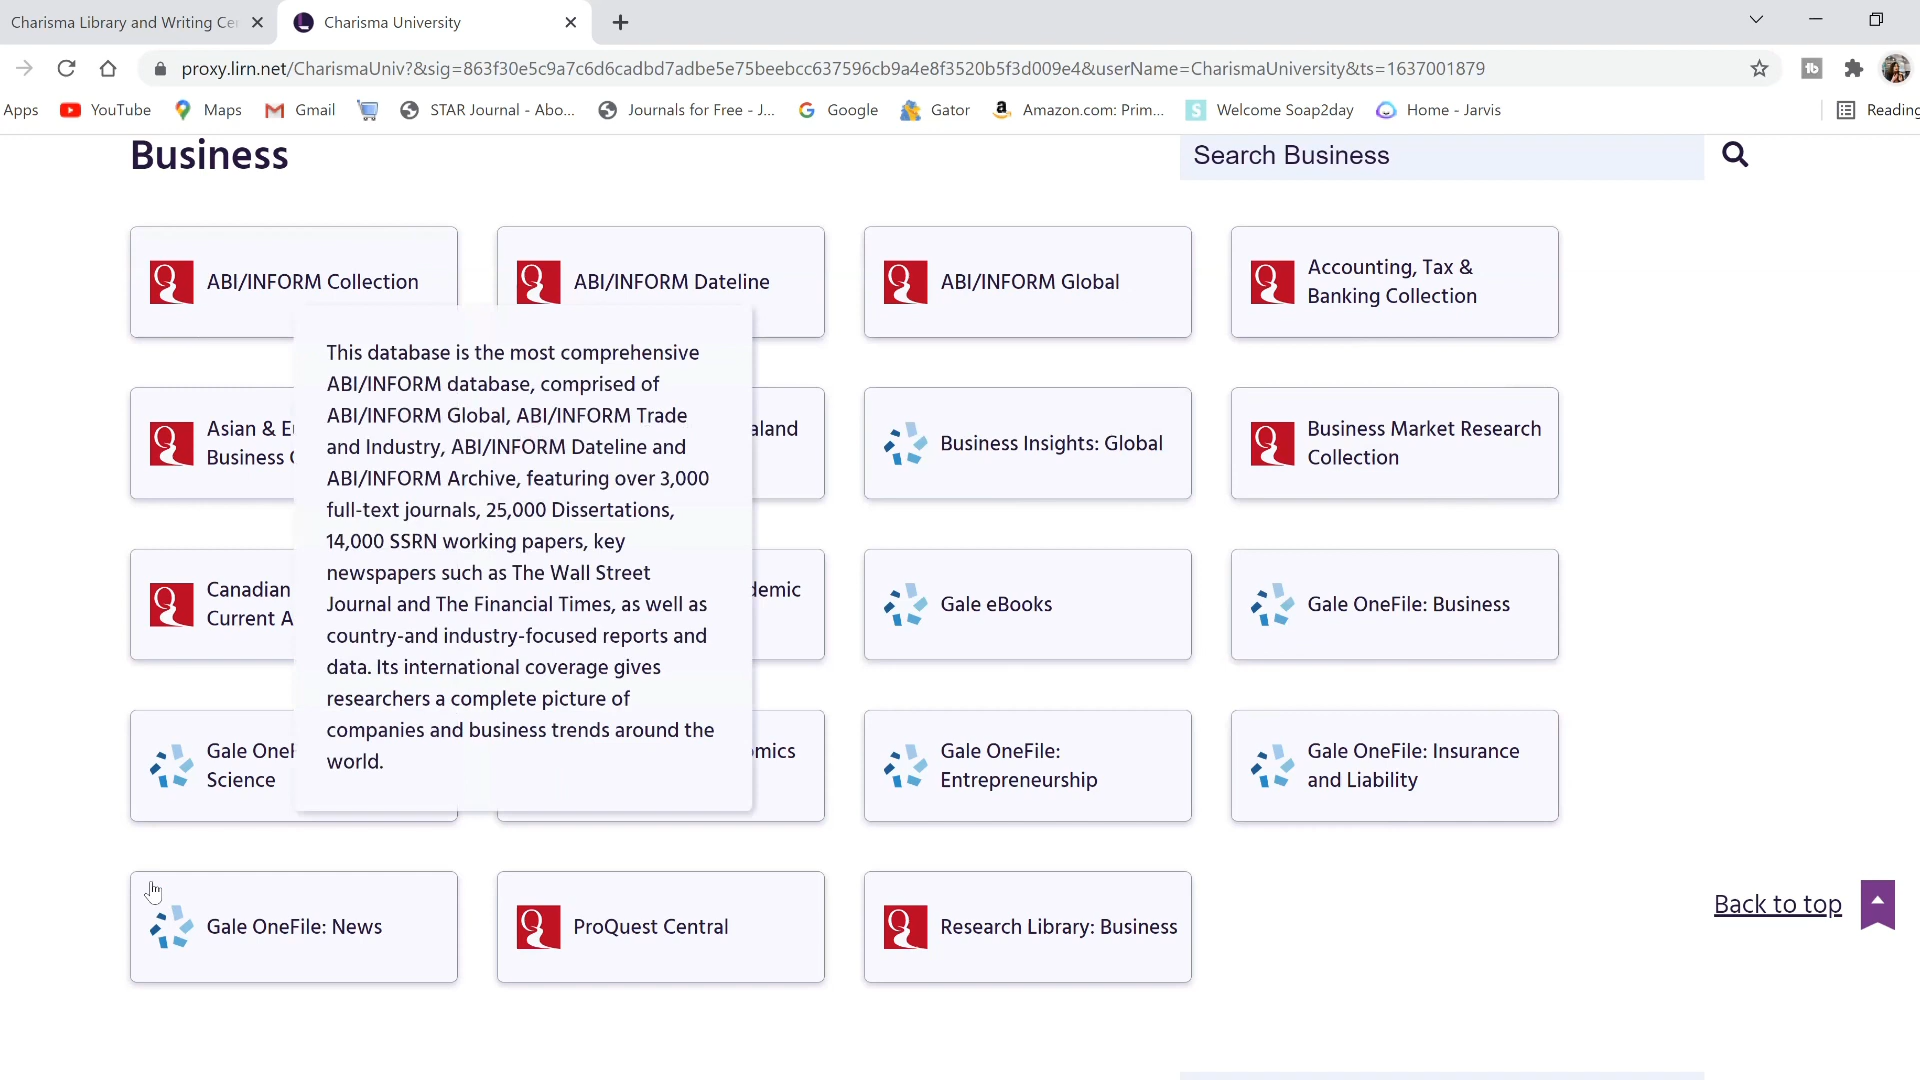 Charisma Library and Writing Ce
Charisma University
proxy.lirn.net/CharismaUniv?&sig=863f30e5c9a7c6d6cadbd7adbe5e75beebcc637596cb9a4e8f3520b5f3d009e4&userName=CharismaUniversity&ts=1637001879
Apps
YouTube
Maps
Gmail
STAR Journal - Abo...
Journals for Free - J...
Google
Gator
Amazon.com: Prim...
Welcome Soap2day
Home - Jarvis
Reading
Business
Search Business
ABI/INFORM Collection
ABI/INFORM Dateline
ABI/INFORM Global
Accounting, Tax &
Banking Collection
This database is the most comprehensive
ABI/INFORM database, comprised of
ABI/INFORM Global, ABI/INFORM Trade
and Industry, ABI/INFORM Dateline and
ABI/INFORM Archive, featuring over 3,000
full-text journals, 25,000 Dissertations,
14,000 SSRN working papers, key
newspapers such as The Wall Street
Journal and The Financial Times, as well as
country-and industry-focused reports and
data. Its international coverage gives
researchers a complete picture of
companies and business trends around the
world.
Asian & E
Business
aland
Business Insights: Global
Business Market Research
Collection
Canadian
Current A
demic
Gale eBooks
Gale OneFile: Business
Gale OneF
Science
omics
Gale OneFile:
Entrepreneurship
Gale OneFile: Insurance
and Liability
Gale OneFile: News
ProQuest Central
Research Library: Business
Back to top